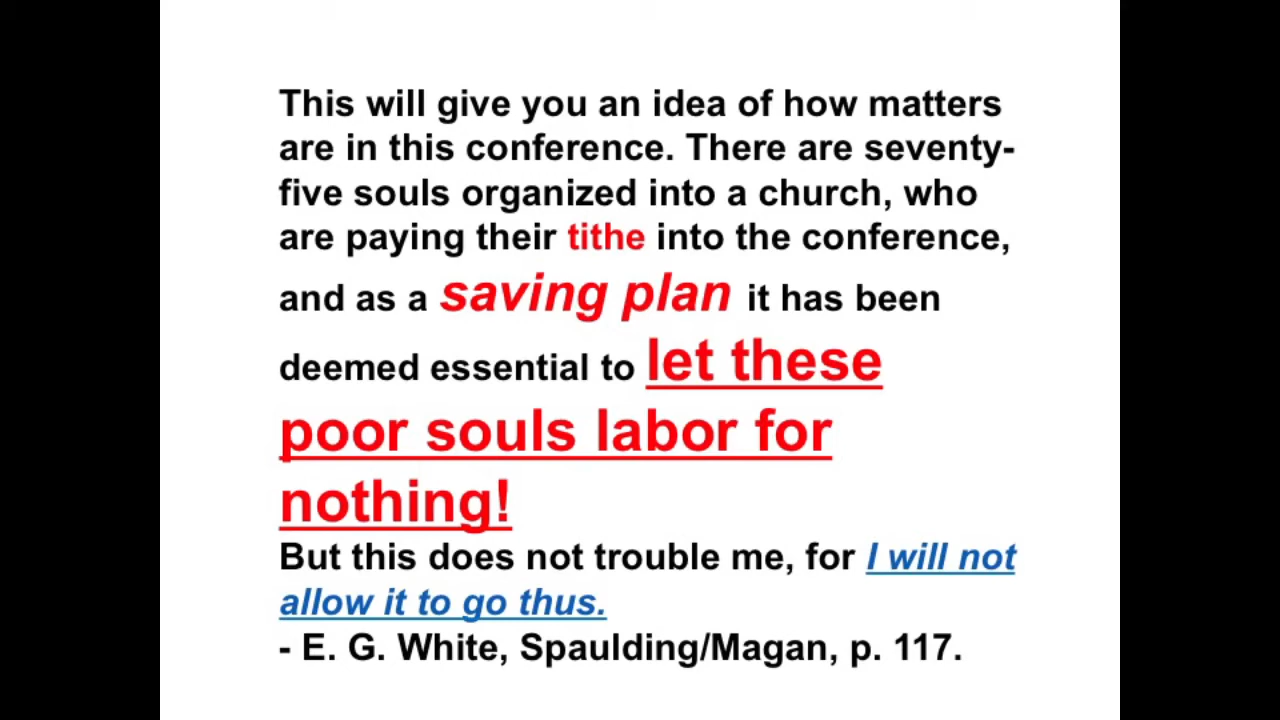 This will give you an idea of how matters
are in this conference. There are seventy-
five souls organized into a church, who
are paying their tithe into the conference,
and as a saving plan it has been
deemed essential to let these
poor souls labor for
nothing!
But this does not trouble me, for I will not
allow it to go thus.
- E. G. White, Spaulding/Magan, p. 117.